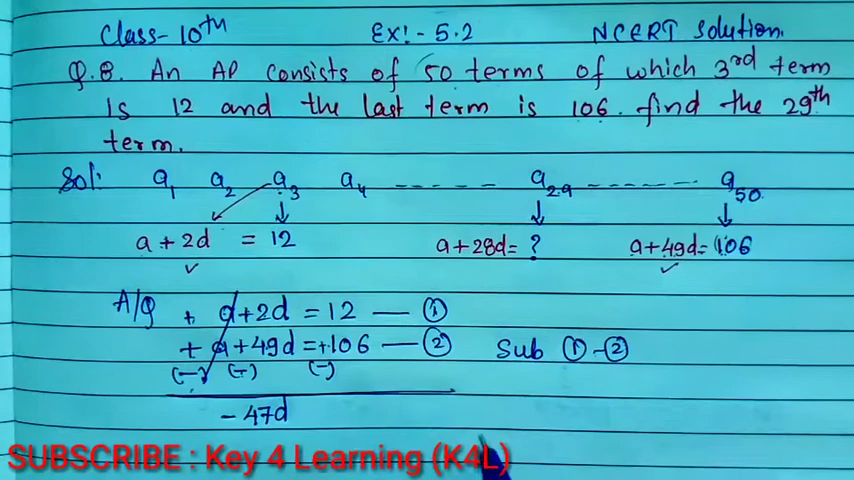 Class-10th Ex:-5.2 NCERT Solution.
Q.8. An AP consists of 50 terms of which 3rd term
is 12 and the last term is 106. find the 29th
term.
Sol: a1 a2 a3 a4 ------ a29 ------- a50
a+2d = 12 a+28d= ? a+49d=106
A/Q + a+2d = 12 — ①
+ a+49d =+106 — ② Sub ①-②
(-) (-) (-)
- 47d
SUBSCRIBE : Key 4 Learning (K4L)